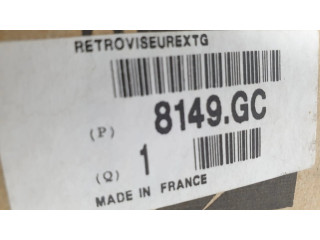 RETROVISEUREXTG
(P) 8149.GC
(Q) 1
MADE IN FRANCE